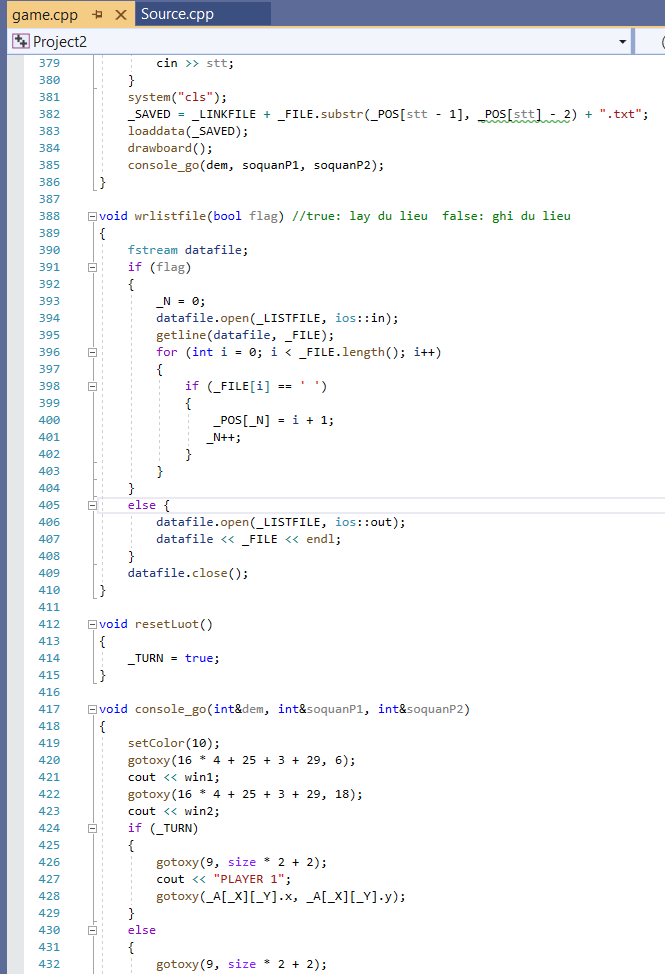 game.cpp Source.cpp
Project2
379 cin >> stt;
380 }
381 system("cls");
382 _SAVED = _LINKFILE + _FILE.substr(_POS[stt - 1], _POS[stt] - 2) + ".txt";
383 loaddata(_SAVED);
384 drawboard();
385 console_go(dem, soquanP1, soquanP2);
386 }
387
388 void wrlistfile(bool flag) //true: lay du lieu  false: ghi du lieu
389 {
390 fstream datafile;
391 if (flag)
392 {
393 _N = 0;
394 datafile.open(_LISTFILE, ios::in);
395 getline(datafile, _FILE);
396 for (int i = 0; i < _FILE.length(); i++)
397 {
398 if (_FILE[i] == ' ')
399 {
400 _POS[_N] = i + 1;
401 _N++;
402 }
403 }
404 }
405 else {
406 datafile.open(_LISTFILE, ios::out);
407 datafile << _FILE << endl;
408 }
409 datafile.close();
410 }
411
412 void resetLuot()
413 {
414 _TURN = true;
415 }
416
417 void console_go(int&dem, int&soquanP1, int&soquanP2)
418 {
419 setColor(10);
420 gotoxy(16 * 4 + 25 + 3 + 29, 6);
421 cout << win1;
422 gotoxy(16 * 4 + 25 + 3 + 29, 18);
423 cout << win2;
424 if (_TURN)
425 {
426 gotoxy(9, size * 2 + 2);
427 cout << "PLAYER 1";
428 gotoxy(_A[_X][_Y].x, _A[_X][_Y].y);
429 }
430 else
431 {
432 gotoxy(9, size * 2 + 2);